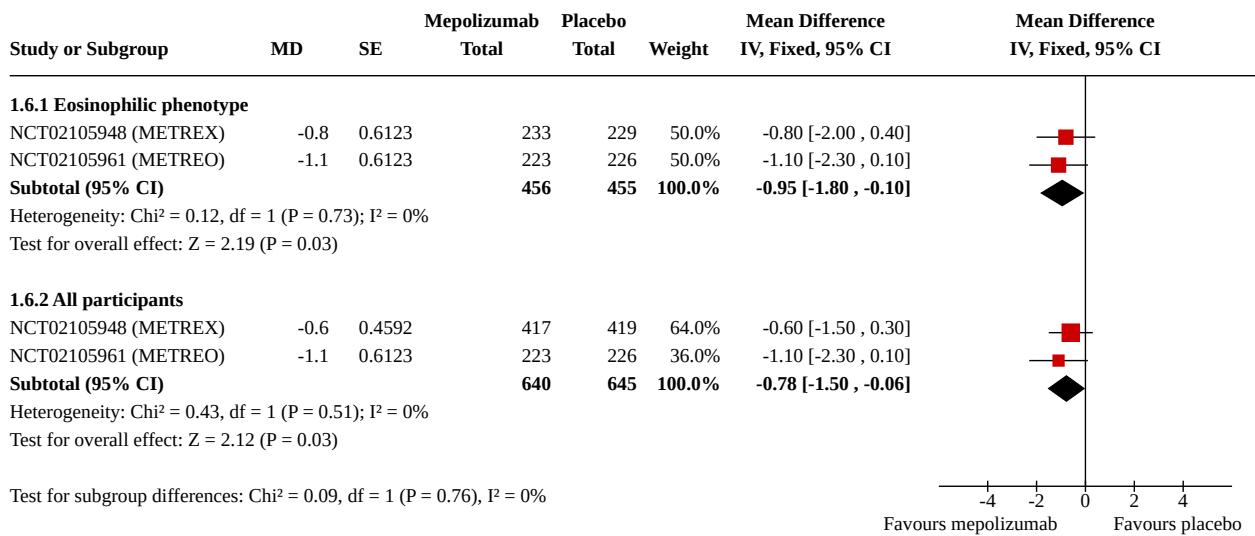 Mepolizumab Placebo Mean Difference Mean Difference
Study or Subgroup MD SE Total Total Weight IV, Fixed, 95% CI IV, Fixed, 95% CI
1.6.1 Eosinophilic phenotype
NCT02105948 (METREX) -0.8 0.6123 233 229 50.0% -0.80 [-2.00 , 0.40]
NCT02105961 (METREO) -1.1 0.6123 223 226 50.0% -1.10 [-2.30 , 0.10]
Subtotal (95% CI) 456 455 100.0% -0.95 [-1.80 , -0.10]
Heterogeneity: Chi² = 0.12, df = 1 (P = 0.73); I² = 0%
Test for overall effect: Z = 2.19 (P = 0.03)
1.6.2 All participants
NCT02105948 (METREX) -0.6 0.4592 417 419 64.0% -0.60 [-1.50 , 0.30]
NCT02105961 (METREO) -1.1 0.6123 223 226 36.0% -1.10 [-2.30 , 0.10]
Subtotal (95% CI) 640 645 100.0% -0.78 [-1.50 , -0.06]
Heterogeneity: Chi² = 0.43, df = 1 (P = 0.51); I² = 0%
Test for overall effect: Z = 2.12 (P = 0.03)
Test for subgroup differences: Chi² = 0.09, df = 1 (P = 0.76), I² = 0%
-4 -2 0 2 4
Favours mepolizumab Favours placebo